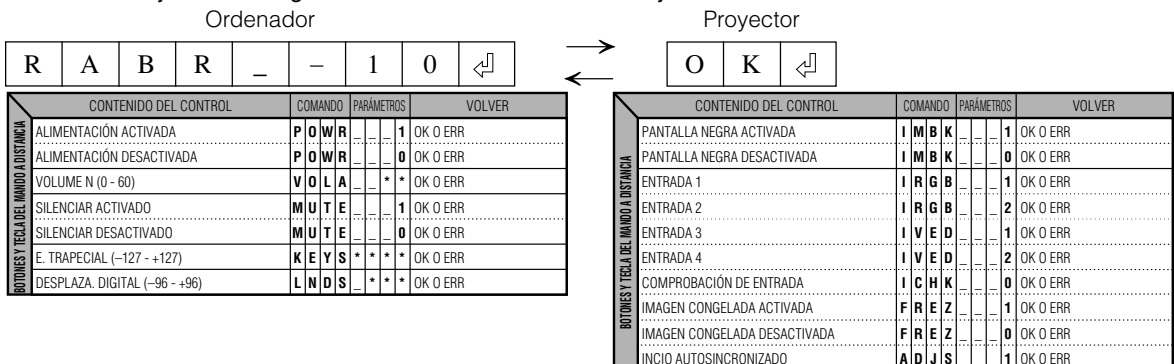 Ordenador
Proyector
R A B R _ – 1 0 ⏎
O K ⏎
CONTENIDO DEL CONTROL COMANDO PARÁMETROS VOLVER
BOTONES Y TECLA DEL MANDO A DISTANCIA
ALIMENTACIÓN ACTIVADA P O W R _ _ _ 1 OK O ERR
ALIMENTACIÓN DESACTIVADA P O W R _ _ _ 0 OK O ERR
VOLUME N (0 - 60) V O L A _ _ * * OK O ERR
SILENCIAR ACTIVADO M U T E _ _ _ 1 OK O ERR
SILENCIAR DESACTIVADO M U T E _ _ _ 0 OK O ERR
E. TRAPECIAL (–127 - +127) K E Y S * * * * OK O ERR
DESPLAZA. DIGITAL (–96 - +96) L N D S _ * * * OK O ERR
CONTENIDO DEL CONTROL COMANDO PARÁMETROS VOLVER
BOTONES Y TECLA DEL MANDO A DISTANCIA
PANTALLA NEGRA ACTIVADA I M B K _ _ _ 1 OK O ERR
PANTALLA NEGRA DESACTIVADA I M B K _ _ _ 0 OK O ERR
ENTRADA 1 I R G B _ _ _ 1 OK O ERR
ENTRADA 2 I R G B _ _ _ 2 OK O ERR
ENTRADA 3 I V E D _ _ _ 1 OK O ERR
ENTRADA 4 I V E D _ _ _ 2 OK O ERR
COMPROBACIÓN DE ENTRADA I C H K _ _ _ 0 OK O ERR
IMAGEN CONGELADA ACTIVADA F R E Z _ _ _ 1 OK O ERR
IMAGEN CONGELADA DESACTIVADA F R E Z _ _ _ 0 OK O ERR
INCIO AUTOSINCRONIZADO A D J S _ _ _ 1 OK O ERR